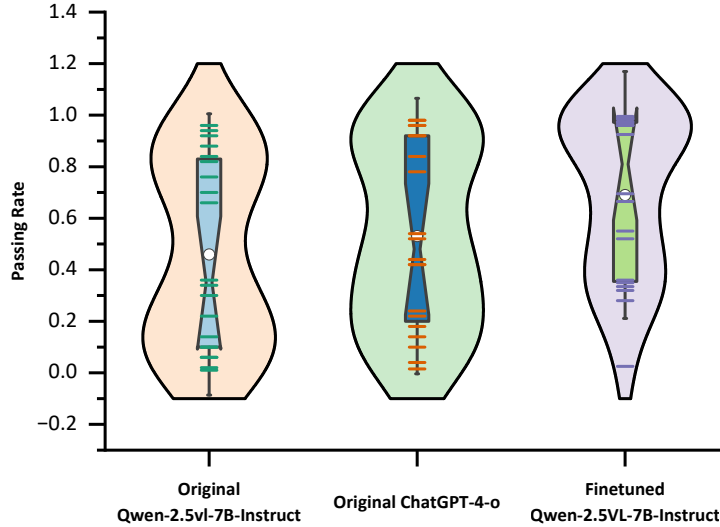 1.4
1.2
1.0
0.8
0.6
0.4
0.2
0.0
−0.2
Passing Rate
Original
Qwen-2.5vl-7B-Instruct
Original ChatGPT-4-o
Finetuned
Qwen-2.5VL-7B-Instruct